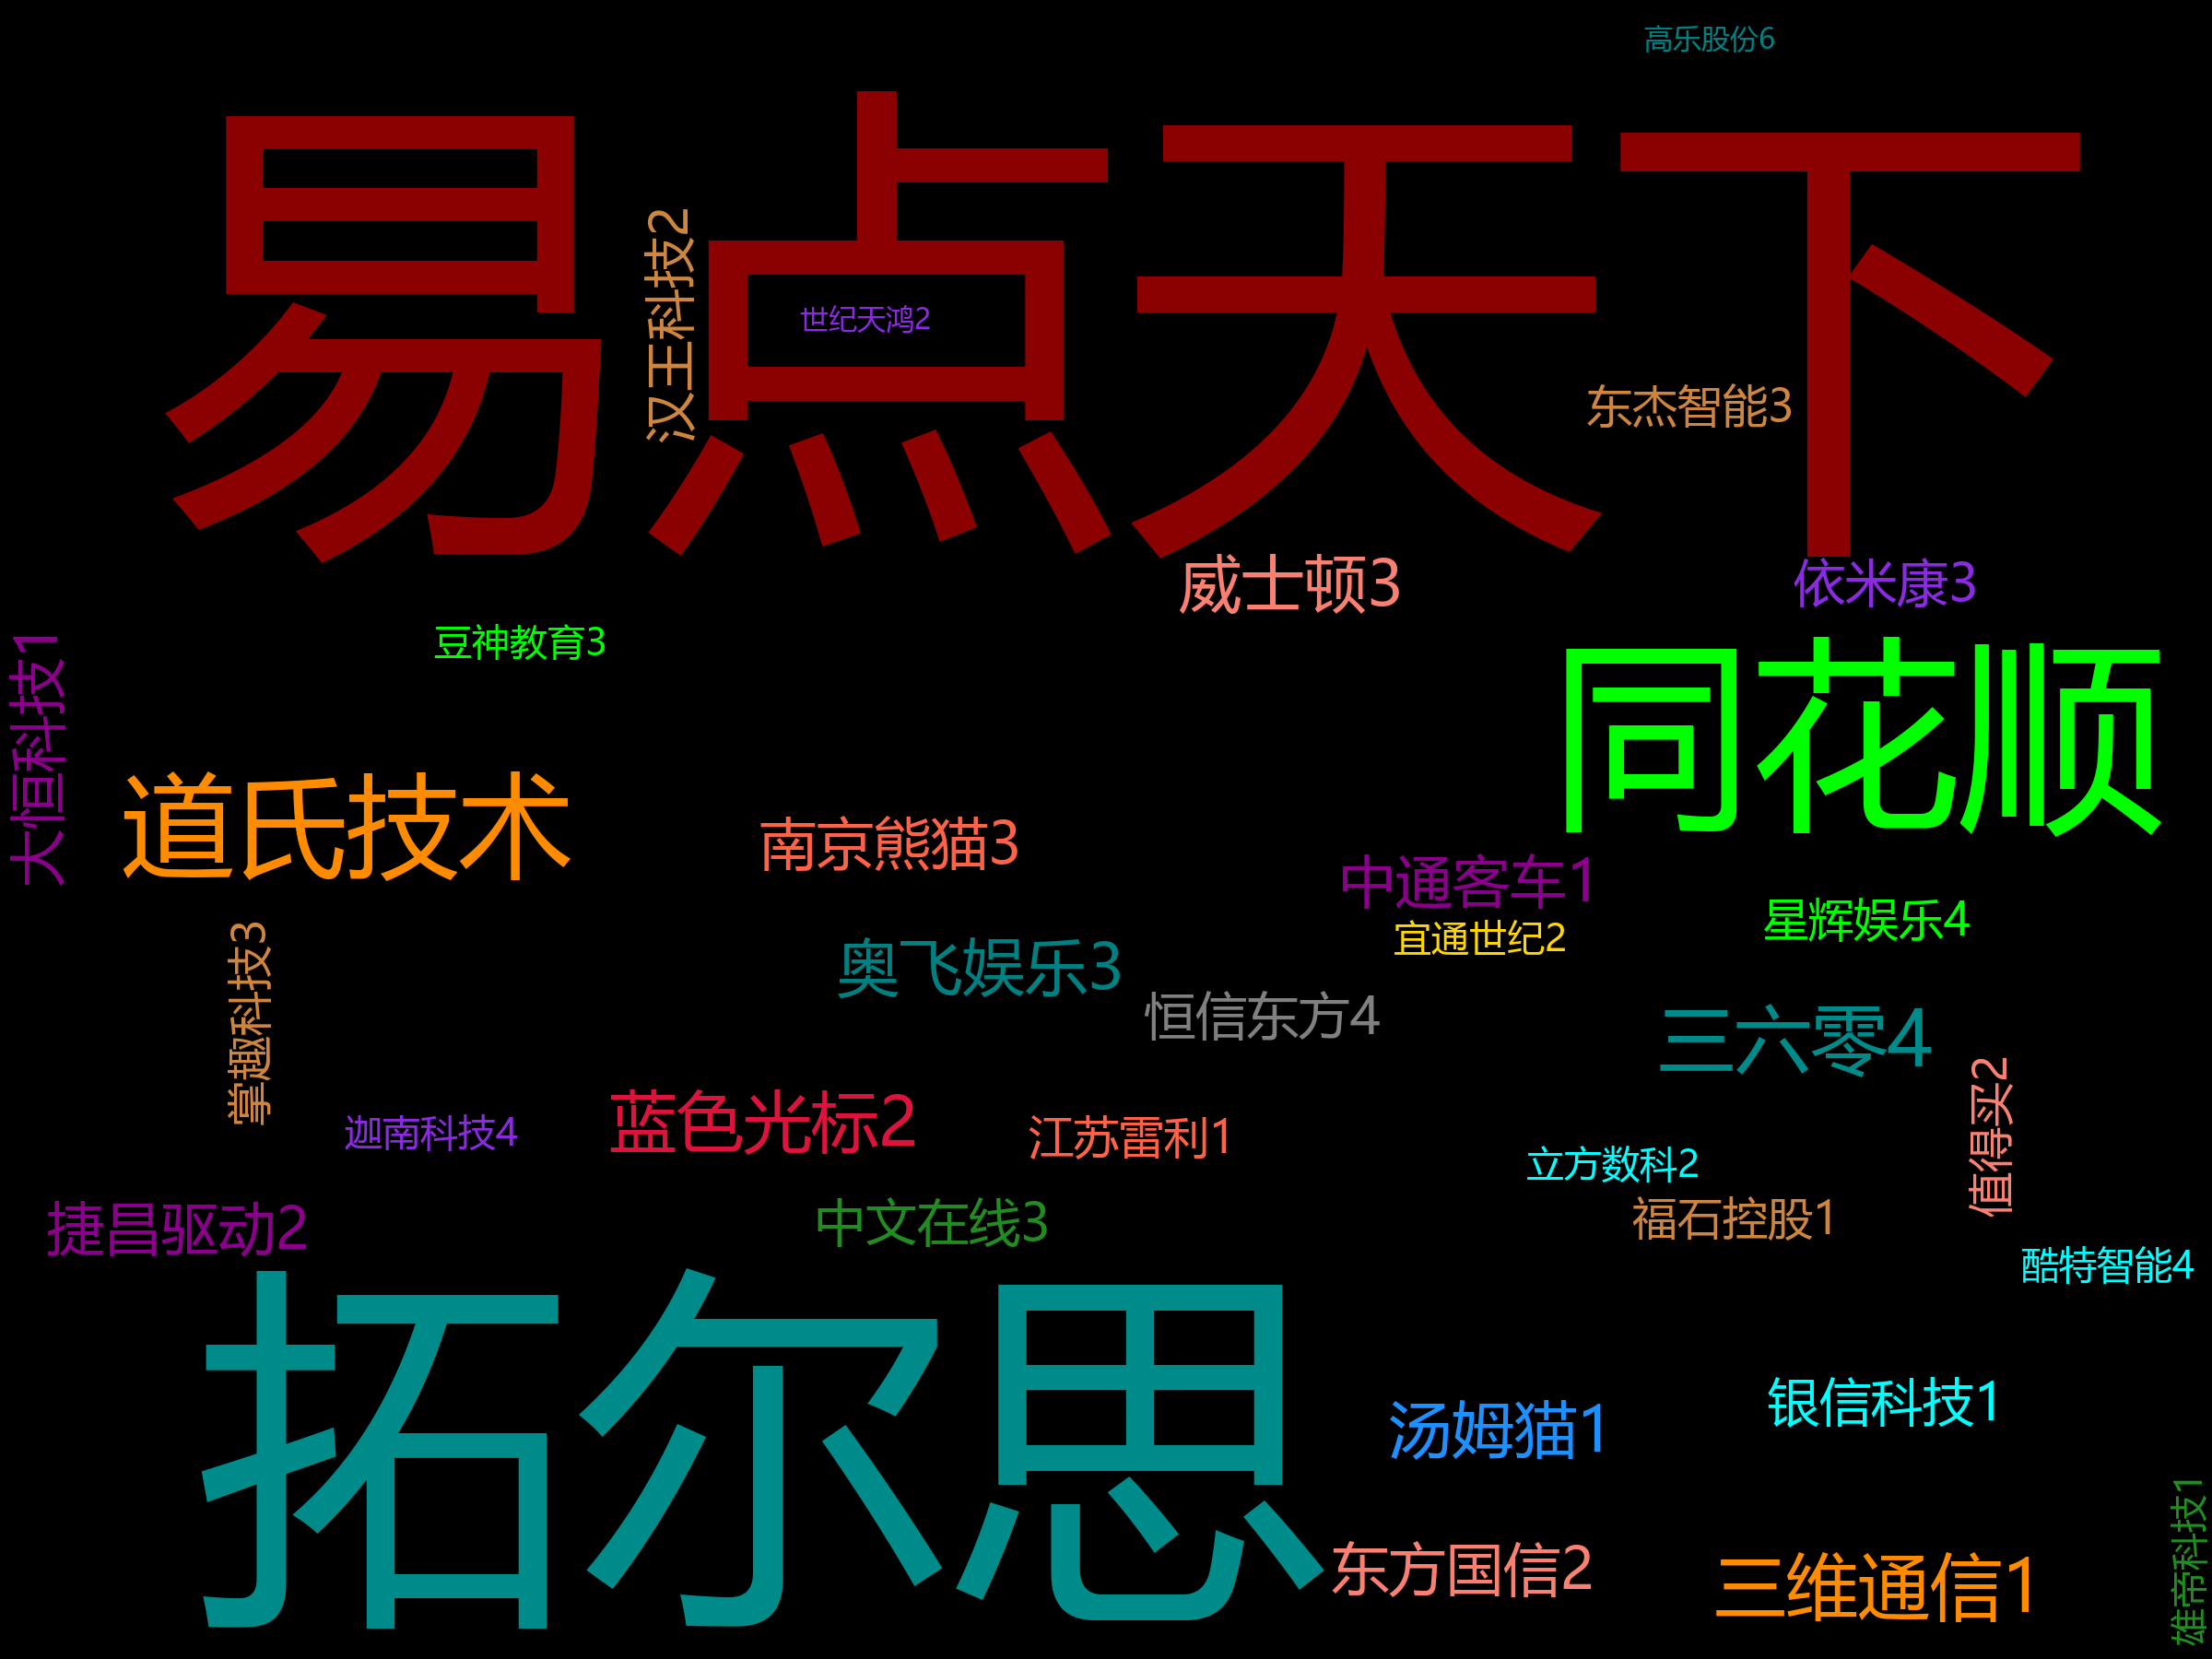 高乐股份6
易点天下
汉王科技2
世纪天鸿2
东杰智能3
威士顿3
依米康3
豆神教育3
同花顺
大恒科技1
道氏技术
南京熊猫3
中通客车1
星辉娱乐4
宜通世纪2
掌趣科技3
奥飞娱乐3
恒信东方4
三六零4
值得买2
蓝色光标2
迦南科技4
江苏雷利1
立方数科2
捷昌驱动2
中文在线3
福石控股1
酷特智能4
拓尔思
汤姆猫1
银信科技1
雄帝科技1
东方国信2
三维通信1